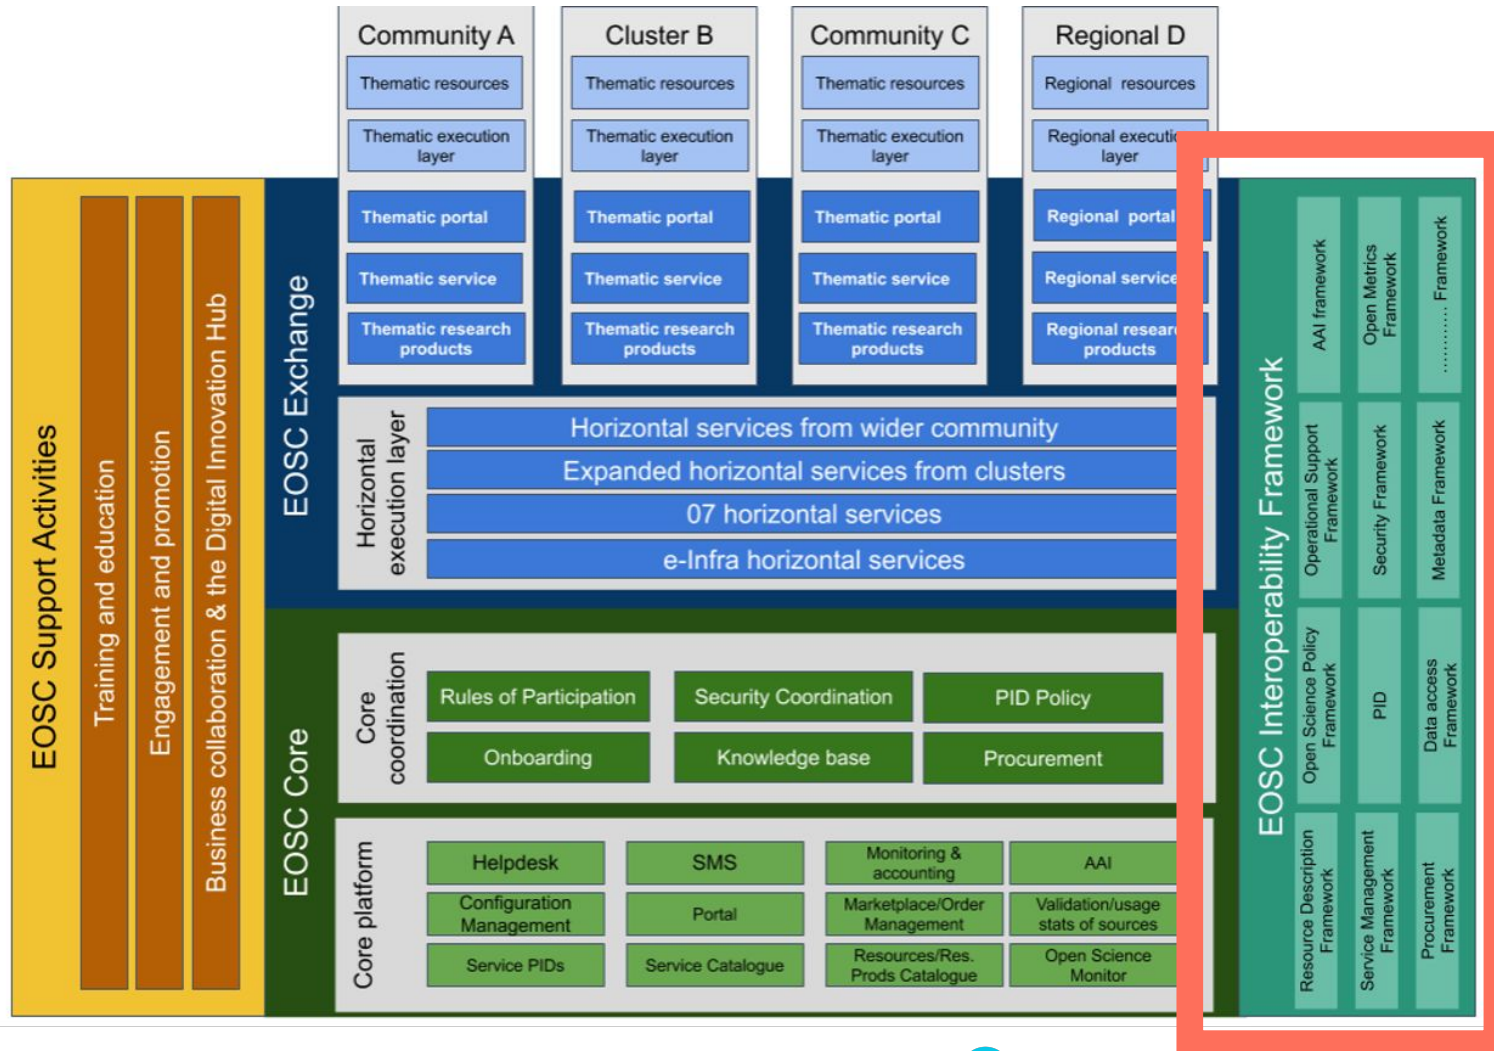 Community A
Thematic resources
Thematic execution
layer
Thematic portal
Thematic service
Thematic research
products
Cluster B
Thematic resources
Thematic execution
layer
Thematic portal
Thematic service
Thematic research
products
Community C
Thematic resources
Thematic execution
layer
Thematic portal
Thematic service
Thematic research
products
Regional D
Regional resources
Regional executi
layer
Regional portal
Regional service
Regional resear
products
EOSC Support Activities
Training and education
Engagement and promotion
Business collaboration & the Digital Innovation Hub
EOSC Exchange
Horizontal
execution layer
Horizontal services from wider community
Expanded horizontal services from clusters
07 horizontal services
e-Infra horizontal services
EOSC Core
Core
coordination
Rules of Participation
Security Coordination
PID Policy
Onboarding
Knowledge base
Procurement
Core platform
Helpdesk
SMS
Monitoring &
accounting
AAI
Configuration
Management
Portal
Marketplace/Order
Management
Validation/usage
stats of sources
Service PIDs
Service Catalogue
Resources/Res.
Prods Catalogue
Open Science
Monitor
EOSC Interoperability Framework
AAI framework
Open Metrics
Framework
............ Framework
Operational Support
Framework
Security Framework
Metadata Framework
Open Science Policy
Framework
PID
Data access
Framework
Resource Description
Framework
Service Management
Framework
Procurement
Framework